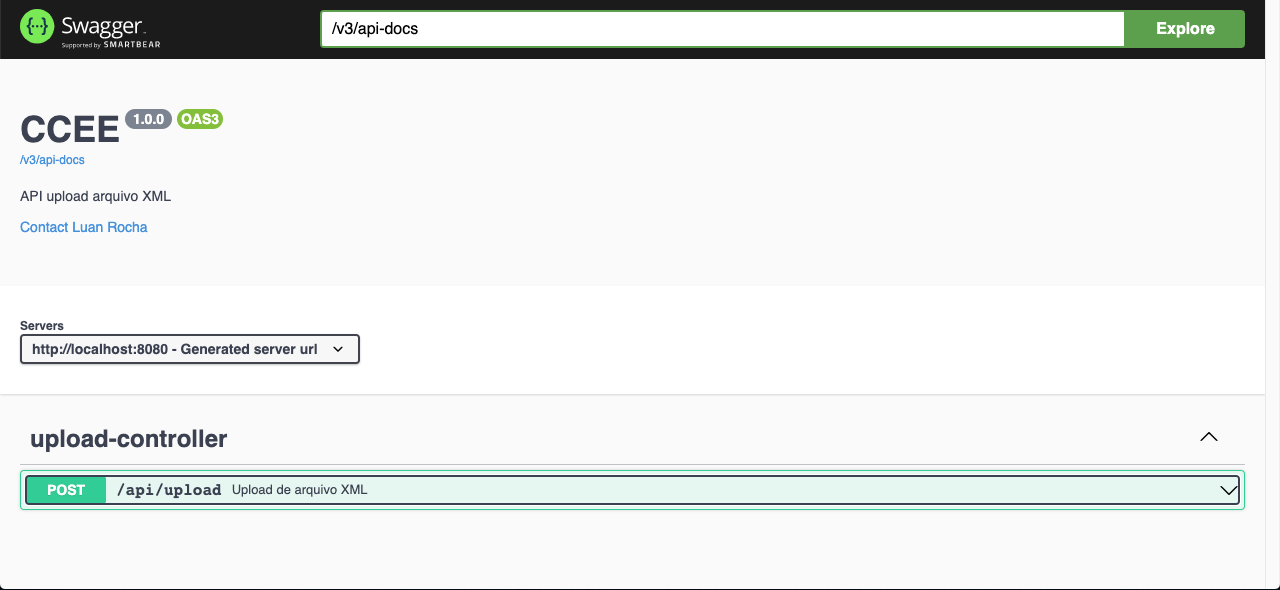 {···} Swagger.
Supported by SMARTBEAR
/v3/api-docs
Explore
CCEE 1.0.0 OAS3
/v3/api-docs
API upload arquivo XML
Contact Luan Rocha
Servers
http://localhost:8080 - Generated server url
upload-controller
POST /api/upload Upload de arquivo XML